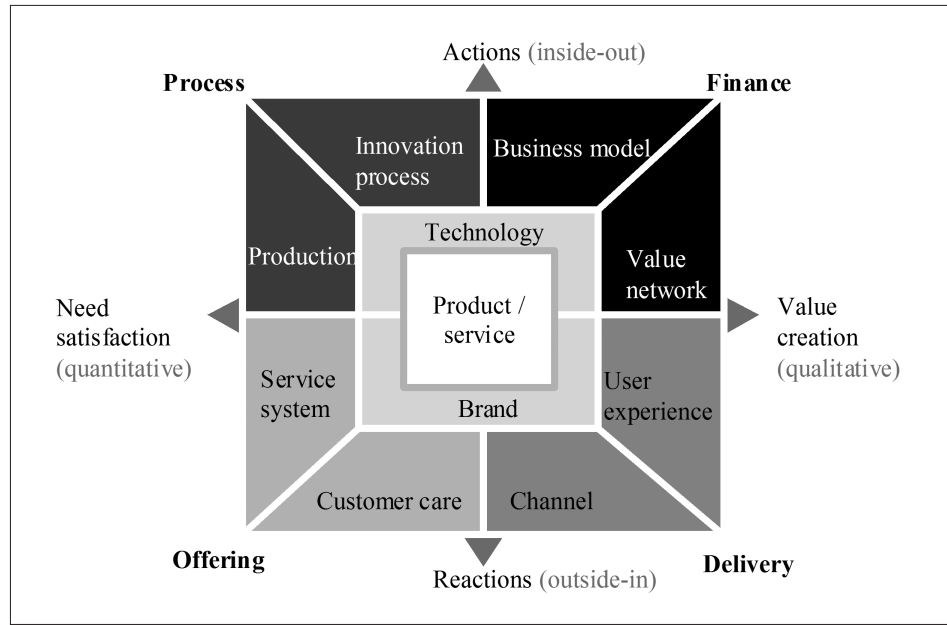 Actions (inside-out)
Process
Finance
Innovation
process
Business model
Technology
Production
Value
network
Need
satisfaction
(quantitative)
Product /
service
Value
creation
(qualitative)
Service
system
User
experience
Brand
Customer care
Channel
Offering
Delivery
Reactions (outside-in)